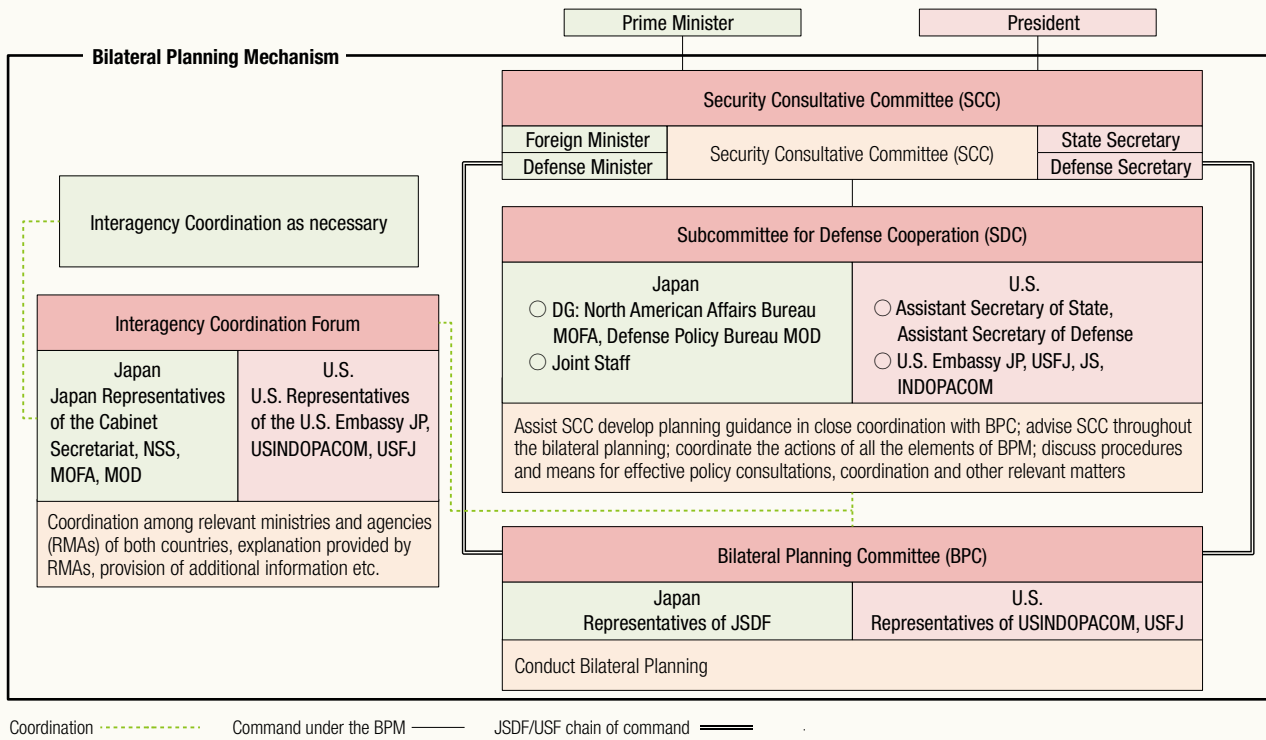 Prime Minister
President
Bilateral Planning Mechanism
Security Consultative Committee (SCC)
Foreign Minister
Defense Minister
Security Consultative Committee (SCC)
State Secretary
Defense Secretary
Interagency Coordination as necessary
Subcommittee for Defense Cooperation (SDC)
Japan
○ DG: North American Affairs Bureau
MOFA, Defense Policy Bureau MOD
○ Joint Staff
U.S.
○ Assistant Secretary of State,
Assistant Secretary of Defense
○ U.S. Embassy JP, USFJ, JS,
INDOPACOM
Assist SCC develop planning guidance in close coordination with BPC; advise SCC throughout
the bilateral planning; coordinate the actions of all the elements of BPM; discuss procedures
and means for effective policy consultations, coordination and other relevant matters
Interagency Coordination Forum
Japan
Japan Representatives
of the Cabinet
Secretariat, NSS,
MOFA, MOD
U.S.
U.S. Representatives
of the U.S. Embassy JP,
USINDOPACOM, USFJ
Coordination among relevant ministries and agencies
(RMAs) of both countries, explanation provided by
RMAs, provision of additional information etc.
Bilateral Planning Committee (BPC)
Japan
Representatives of JSDF
U.S.
Representatives of USINDOPACOM, USFJ
Conduct Bilateral Planning
Coordination
Command under the BPM
JSDF/USF chain of command